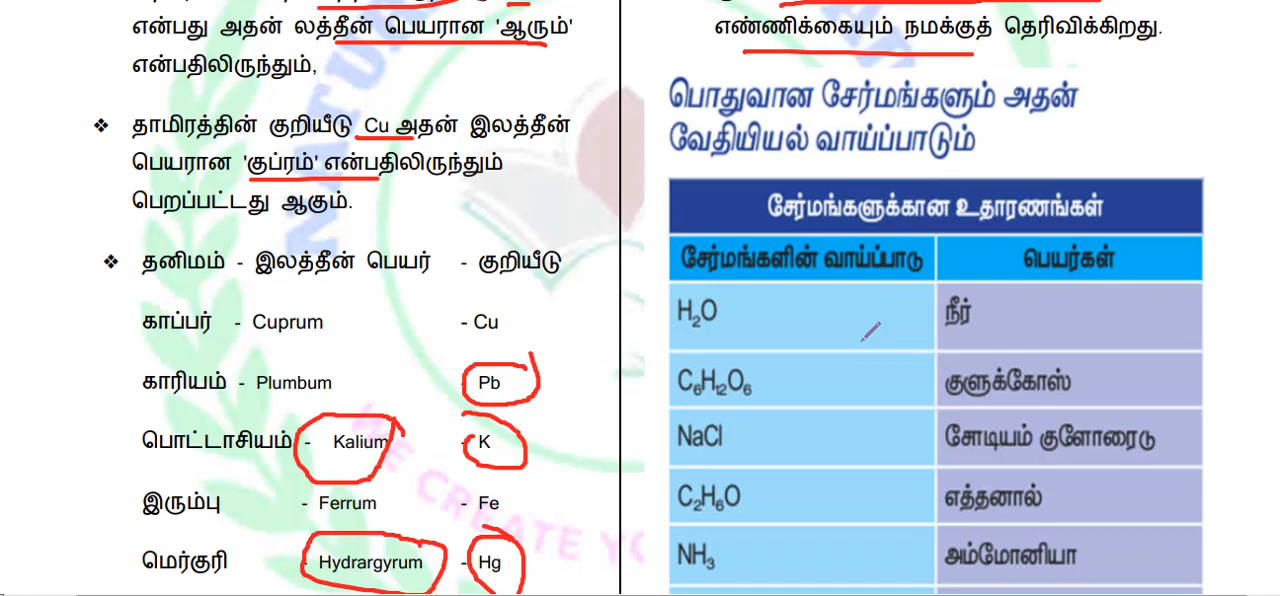 என்பது அதன் லத்தீன் பெயரான 'ஆரும்'
என்பதிலிருந்தும்,
❖ தாமிரத்தின் குறியீடு Cu அதன் இலத்தீன்
பெயரான 'குப்ரம்' என்பதிலிருந்தும்
பெறப்பட்டது ஆகும்.
❖ தனிமம் - இலத்தீன் பெயர் - குறியீடு
காப்பர் - Cuprum - Cu
காரியம் - Plumbum - Pb
பொட்டாசியம் - Kalium - K
இரும்பு - Ferrum - Fe
மெர்குரி - Hydrargyrum - Hg
எண்ணிக்கையும் நமக்குத் தெரிவிக்கிறது.
பொதுவான சேர்மங்களும் அதன்
வேதியியல் வாய்ப்பாடும்
சேர்மங்களுக்கான உதாரணங்கள்
சேர்மங்களின் வாய்ப்பாடு பெயர்கள்
H₂O நீர்
C₆H₁₂O₆ குளுக்கோஸ்
NaCl சோடியம் குளோரைடு
C₂H₆O எத்தனால்
NH₃ அம்மோனியா
WE CREATE YO